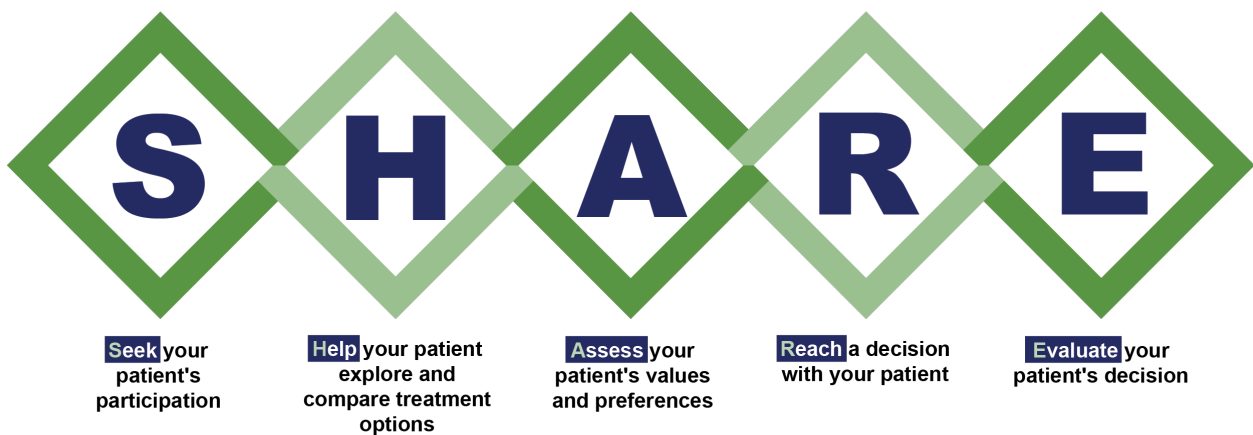 S H A R E
Seek your
patient's
participation
Help your patient
explore and
compare treatment
options
Assess your
patient's values
and preferences
Reach a decision
with your patient
Evaluate your
patient's decision